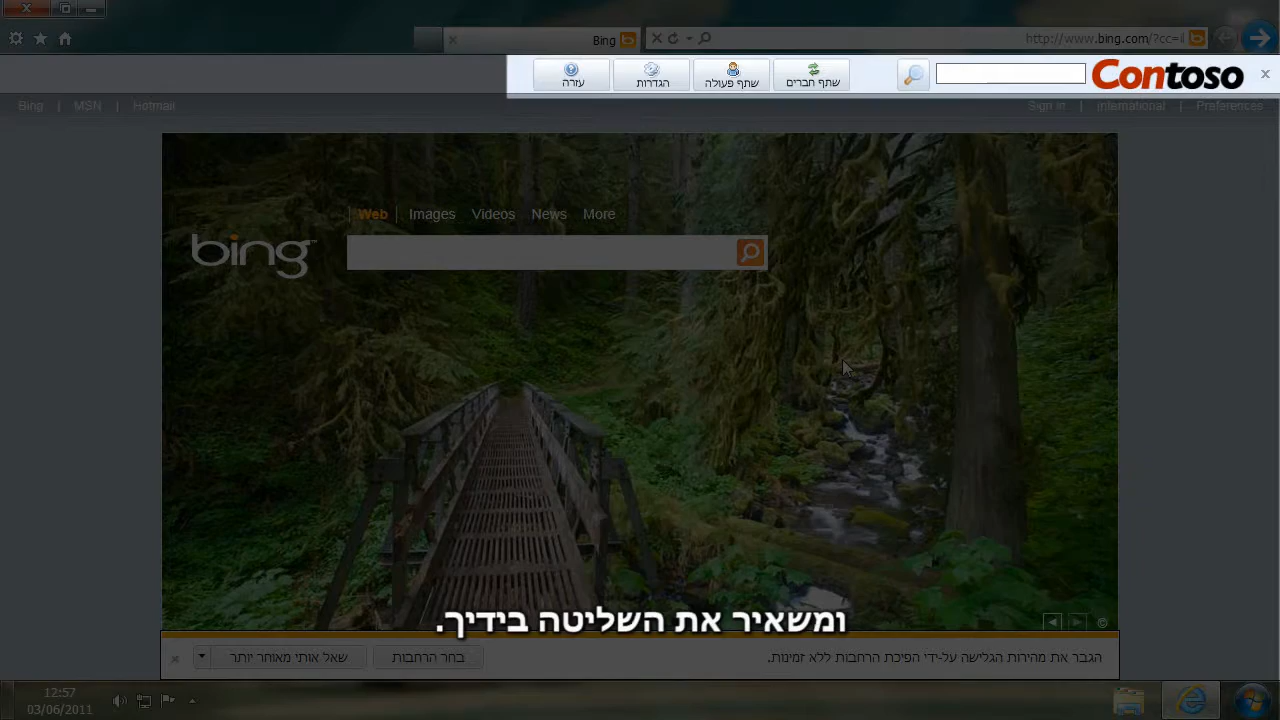 Bing
http://www.bing.com/?cc=il
Contoso
שתף חברים
שתף פעולה
הגדרות
עזרה
Bing | MSN | Hotmail
Sign in | International | Preferences
Web | Images Videos News More
bing
ומשאיר את השליטה בידיך.
הגבר את מהירות הגלישה על-ידי הפיכת הרחבות ללא זמינות.
בחר הרחבות
שאל אותי מאוחר יותר
12:57
03/06/2011